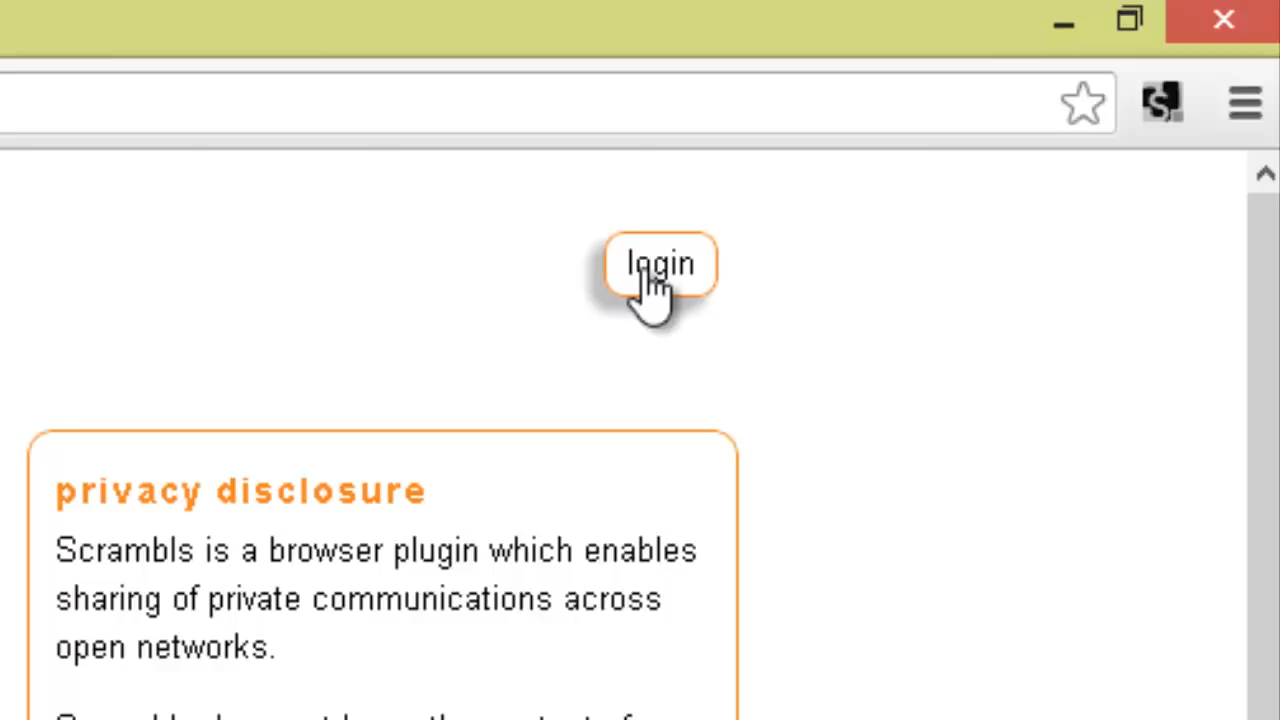 login
privacy disclosure
Scrambls is a browser plugin which enables
sharing of private communications across
open networks.